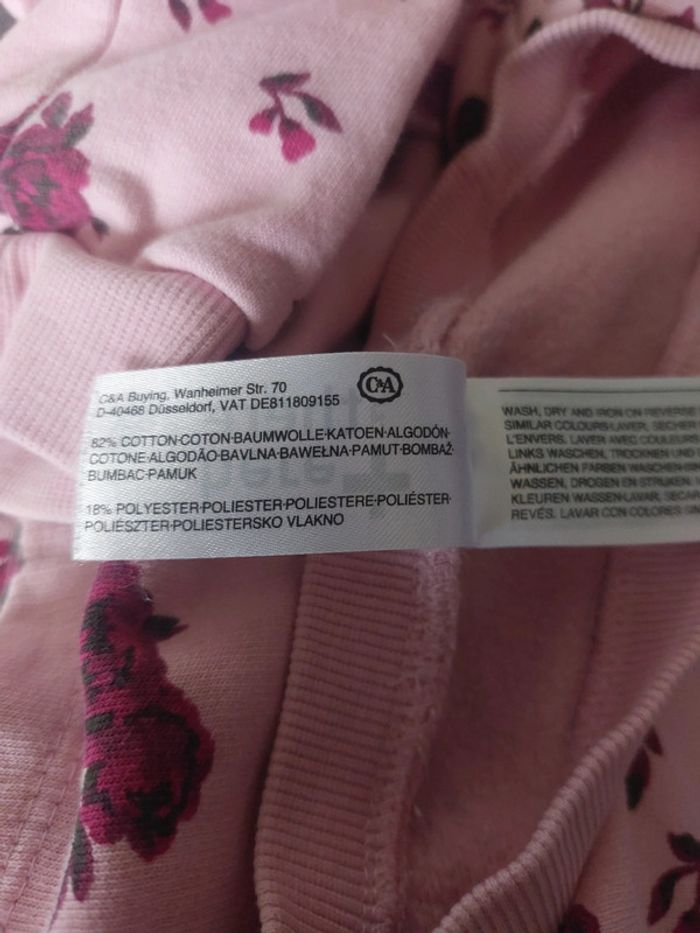 C&A Buying, Wanheimer Str. 70
D-40468 Düsseldorf, VAT DE811809155
C&A
82% COTTON·COTON·BAUMWOLLE·KATOEN·ALGODÓN·
COTONE·ALGODÃO·BAVLNA·BAWEŁNA·PAMUT·BOMBAŽ·
BUMBAC·PAMUK
18% POLYESTER·POLIESTER·POLIESTERE·POLIÉSTER·
POLIÉSZTER·POLIESTERSKO VLAKNO
WASH, DRY AND IRON ON REVERSE
SIMILAR COLOURS·LAVER, SÉCHER
L'ENVERS. LAVER AVEC COULEURS
LINKS WASCHEN, TROCKNEN UND
ÄHNLICHEN FARBEN WASCHEN·
WASSEN, DROGEN EN STRIJKEN.
KLEUREN WASSEN·LAVAR,
REVÉS. LAVAR CON COLORES